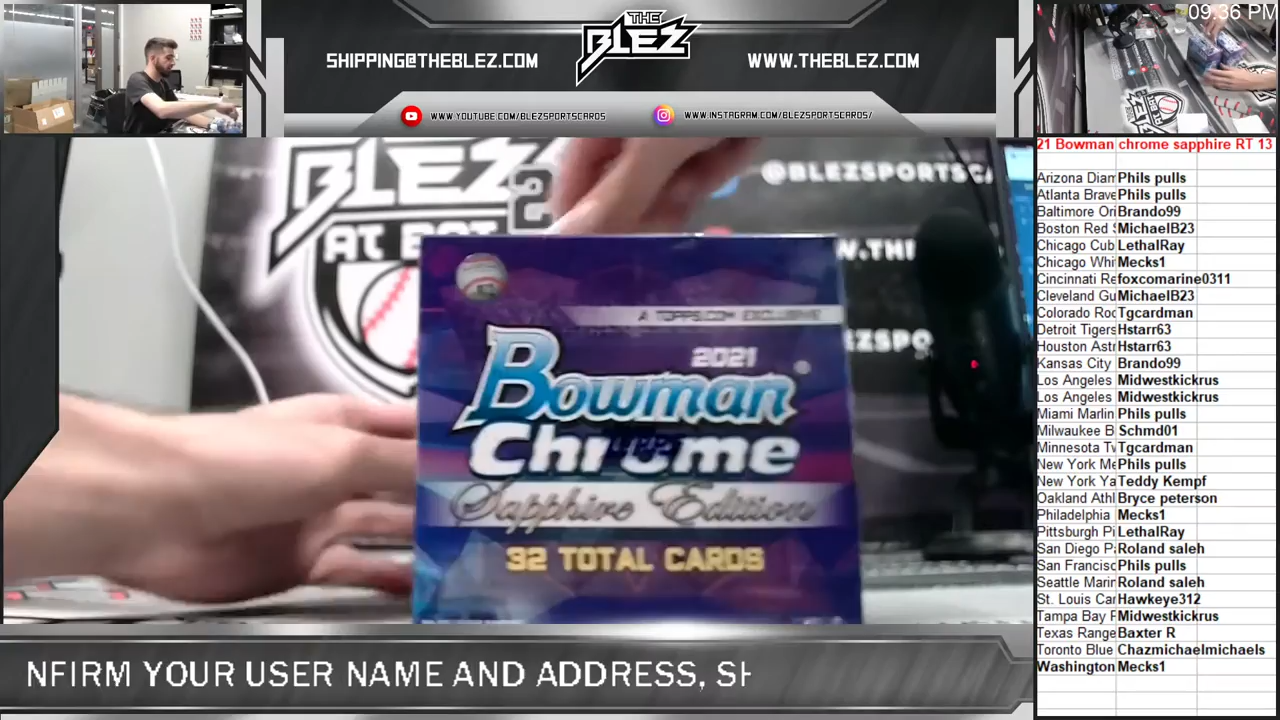 09:36 PM
THE
BLEZ
SHIPPING@THEBLEZ.COM
WWW.THEBLEZ.COM
WWW.YOUTUBE.COM/BLEZSPORTSCARDS
WWW.INSTAGRAM.COM/BLEZSPORTSCARDS/
BLEZ
AT BAT
@BLEZSPORTSCA
A TOPPS.COM EXCLUSIVE
2021
Bowman
Chrome
Sapphire Edition
32 TOTAL CARDS
21 Bowman chrome sapphire RT 13
Arizona Diam Phils pulls
Atlanta Brave Phils pulls
Baltimore Ori Brando99
Boston Red S MichaelB23
Chicago Cub LethalRay
Chicago Whi Mecks1
Cincinnati Re foxcomarine0311
Cleveland Gu MichaelB23
Colorado Roc Tgcardman
Detroit Tigers Hstarr63
Houston Astr Hstarr63
Kansas City Brando99
Los Angeles Midwestkickrus
Los Angeles Midwestkickrus
Miami Marlin Phils pulls
Milwaukee B Schmd01
Minnesota Tw Tgcardman
New York Me Phils pulls
New York Ya Teddy Kempf
Oakland Athl Bryce peterson
Philadelphia Mecks1
Pittsburgh Pi LethalRay
San Diego P Roland saleh
San Francisc Phils pulls
Seattle Marin Roland saleh
St. Louis Car Hawkeye312
Tampa Bay R Midwestkickrus
Texas Range Baxter R
Toronto Blue Chazmichaelmichaels
Washington Mecks1
NFIRM YOUR USER NAME AND ADDRESS, SH